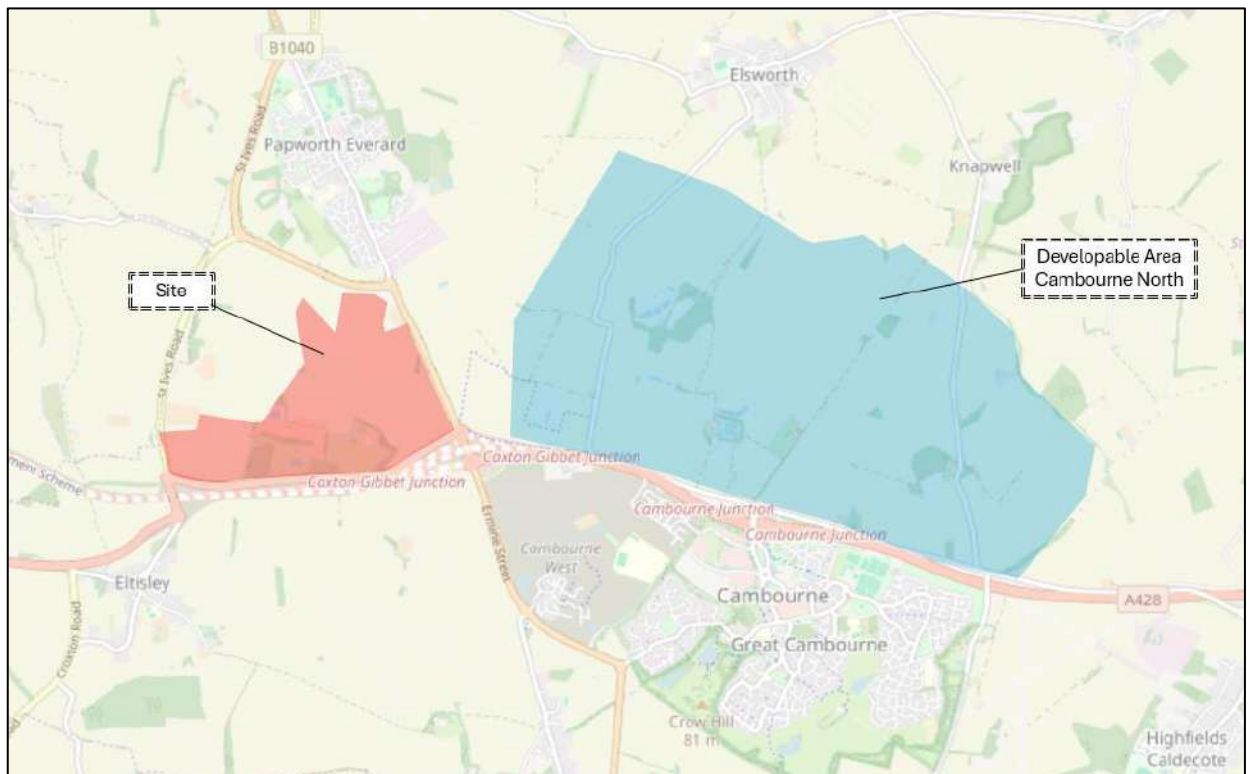 B1040
Elsworth
St Ives Road
Papworth Everard
Knapwell
Developable Area
Cambourne North
Site
St Ives Road
Caxton Gibbet Junction
Caxton Gibbet Junction
ment Scheme
Cambourne Junction
Cambourne Junction
Ermine Street
Cambourne
West
Eltisley
Cambourne
A428
Great Cambourne
Croxton Road
Crow Hill
81 m
Highfields
Caldecote